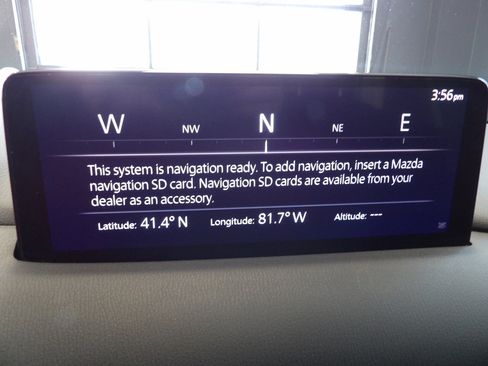 3:56pm
W NW N NE E
This system is navigation ready. To add navigation, insert a Mazda
navigation SD card. Navigation SD cards are available from your
dealer as an accessory.
Latitude: 41.4° N Longitude: 81.7° W Altitude: ---